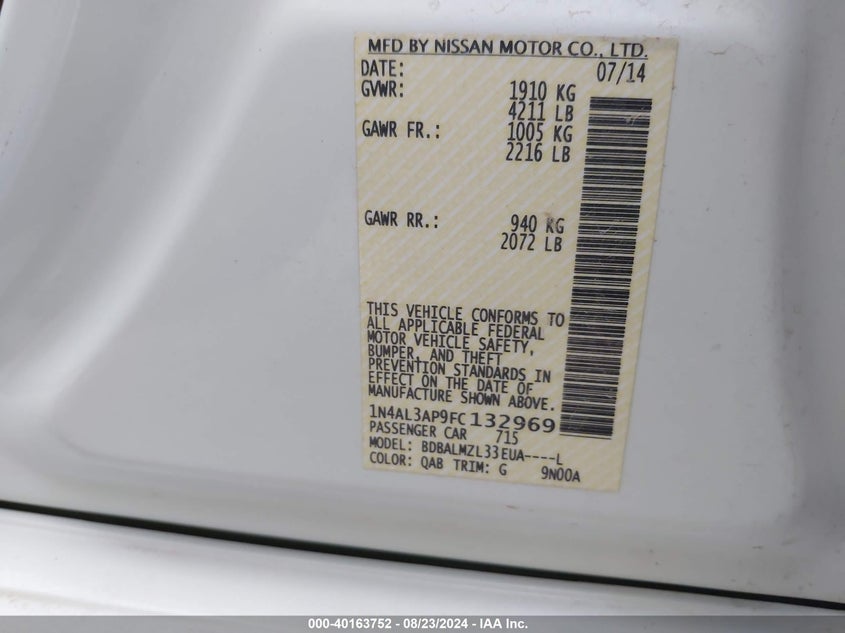 MFD BY NISSAN MOTOR CO., LTD.
DATE: 07/14
GVWR: 1910 KG
4211 LB
GAWR FR.: 1005 KG
2216 LB
GAWR RR.: 940 KG
2072 LB
THIS VEHICLE CONFORMS TO
ALL APPLICABLE FEDERAL
MOTOR VEHICLE SAFETY,
BUMPER, AND THEFT
PREVENTION STANDARDS IN
EFFECT ON THE DATE OF
MANUFACTURE SHOWN ABOVE.
1N4AL3AP9FC132969
PASSENGER CAR 715
MODEL: BDBALMZL33EUA----L
COLOR: QAB TRIM: G 9N00A
000-40163752 - 08/23/2024 - IAA Inc.